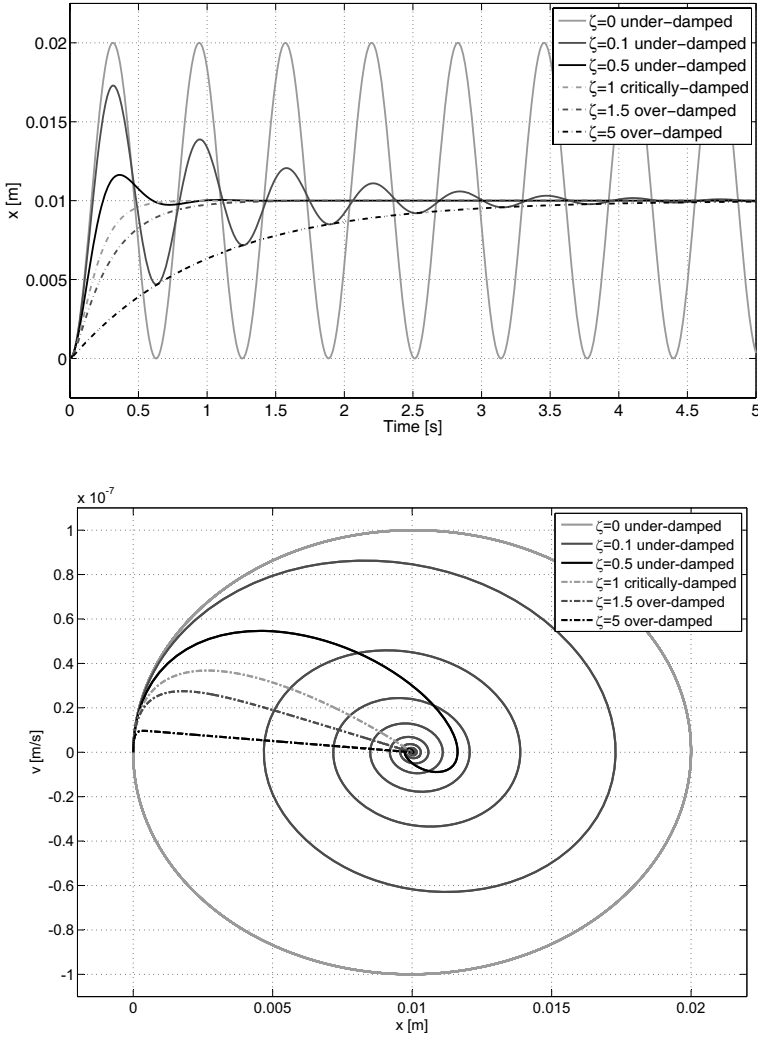 ζ=0 under-damped
ζ=0.1 under-damped
ζ=0.5 under-damped
ζ=1 critically-damped
ζ=1.5 over-damped
ζ=5 over-damped
0.02
0.015
0.01
0.005
0
x [m]
0 0.5 1 1.5 2 2.5 3 3.5 4 4.5 5
Time [s]
x 10⁻⁷
ζ=0 under-damped
ζ=0.1 under-damped
ζ=0.5 under-damped
ζ=1 critically-damped
ζ=1.5 over-damped
ζ=5 over-damped
1
0.8
0.6
0.4
0.2
0
-0.2
-0.4
-0.6
-0.8
-1
v [m/s]
0 0.005 0.01 0.015 0.02
x [m]